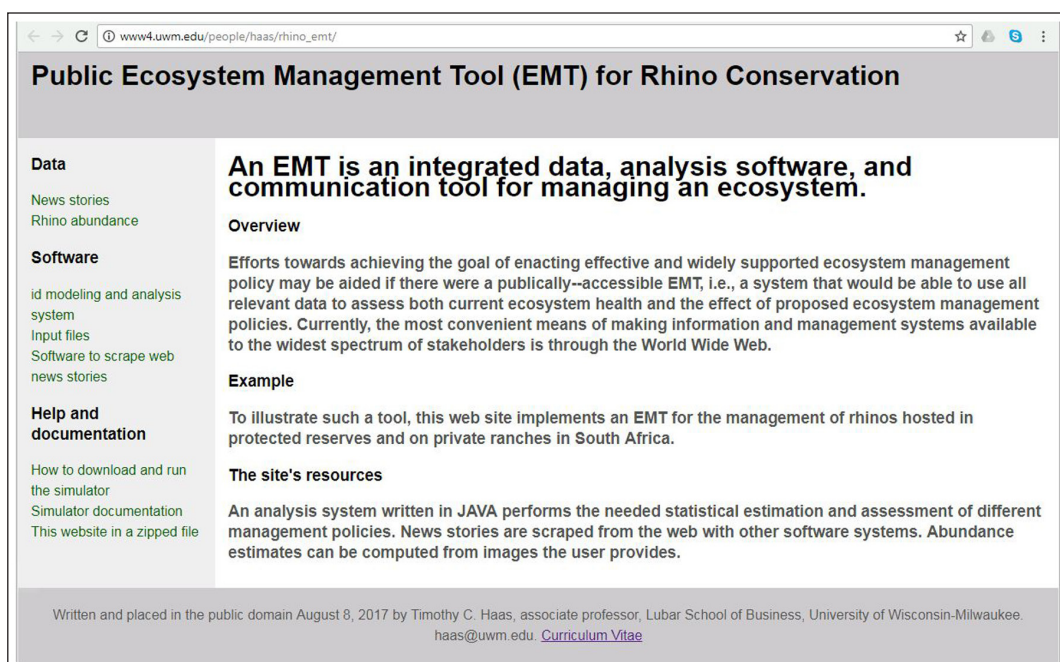 www4.uwm.edu/people/haas/rhino_emt/
Public Ecosystem Management Tool (EMT) for Rhino Conservation
Data
News stories
Rhino abundance
Software
id modeling and analysis
system
Input files
Software to scrape web
news stories
Help and
documentation
How to download and run
the simulator
Simulator documentation
This website in a zipped file
An EMT is an integrated data, analysis software, and
communication tool for managing an ecosystem.
Overview
Efforts towards achieving the goal of enacting effective and widely supported ecosystem management
policy may be aided if there were a publically--accessible EMT, i.e., a system that would be able to use all
relevant data to assess both current ecosystem health and the effect of proposed ecosystem management
policies. Currently, the most convenient means of making information and management systems available
to the widest spectrum of stakeholders is through the World Wide Web.
Example
To illustrate such a tool, this web site implements an EMT for the management of rhinos hosted in
protected reserves and on private ranches in South Africa.
The site's resources
An analysis system written in JAVA performs the needed statistical estimation and assessment of different
management policies. News stories are scraped from the web with other software systems. Abundance
estimates can be computed from images the user provides.
Written and placed in the public domain August 8, 2017 by Timothy C. Haas, associate professor, Lubar School of Business, University of Wisconsin-Milwaukee.
haas@uwm.edu. Curriculum Vitae